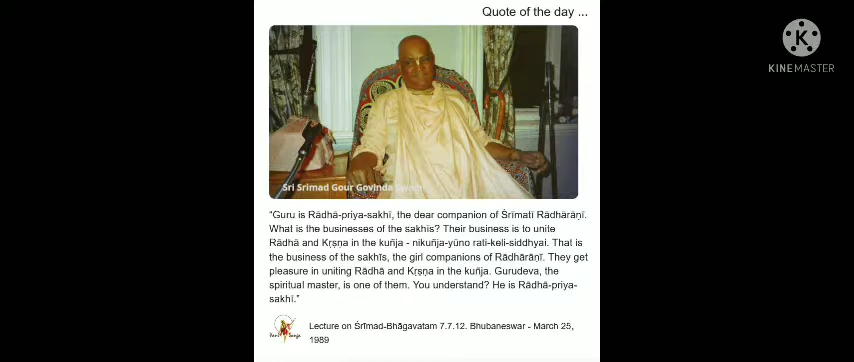 Quote of the day ...
KINEMASTER
Sri Srimad Gour Govinda Swami
"Guru is Rādhā-priya-sakhī, the dear companion of Śrīmatī Rādhārāṇī.
What is the businesses of the sakhīs? Their business is to unite
Rādhā and Kṛṣṇa in the kuñja - nikuñja-yūno rati-keli-siddhyai. That is
the business of the sakhīs, the girl companions of Rādhārāṇī. They get
pleasure in uniting Rādhā and Kṛṣṇa in the kuñja. Gurudeva, the
spiritual master, is one of them. You understand? He is Rādhā-priya-
sakhī."
Lecture on Śrīmad-Bhāgavatam 7.7.12. Bhubaneswar - March 25,
1989